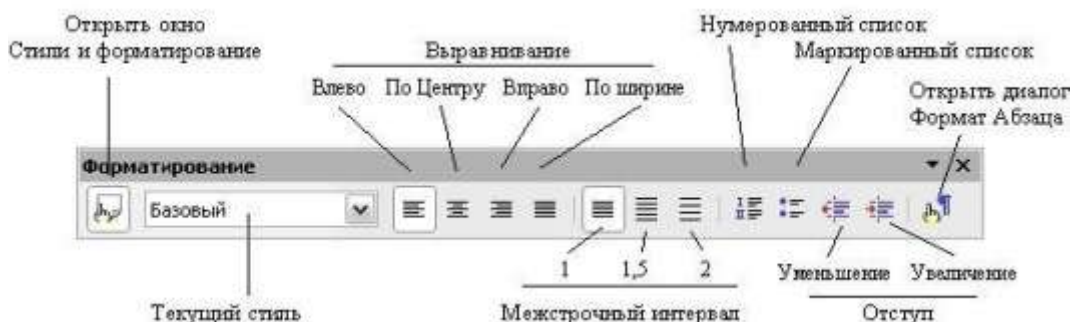 Открыть окно
Стили и форматирование
Выравнивание
Влево По Центру Вправо По ширине
Нумерованный список
Маркированный список
Открыть диалог
Формат Абзаца
Форматирование
Базовый
1 1,5 2
Уменьшение Увеличение
Текущий стиль
Межстрочный интервал
Отступ